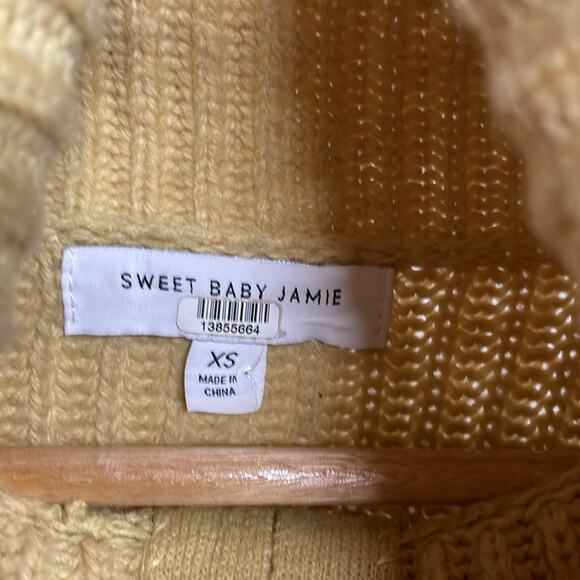 SWEET BABY JAMIE
13855664
XS
MADE IN
CHINA